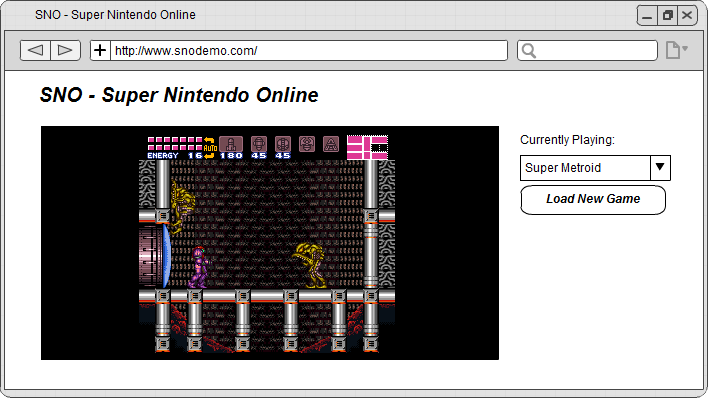 SNO - Super Nintendo Online
http://www.snodemo.com/
SNO - Super Nintendo Online
AUTO
ENERGY 16 180 45 45
Currently Playing:
Super Metroid
Load New Game